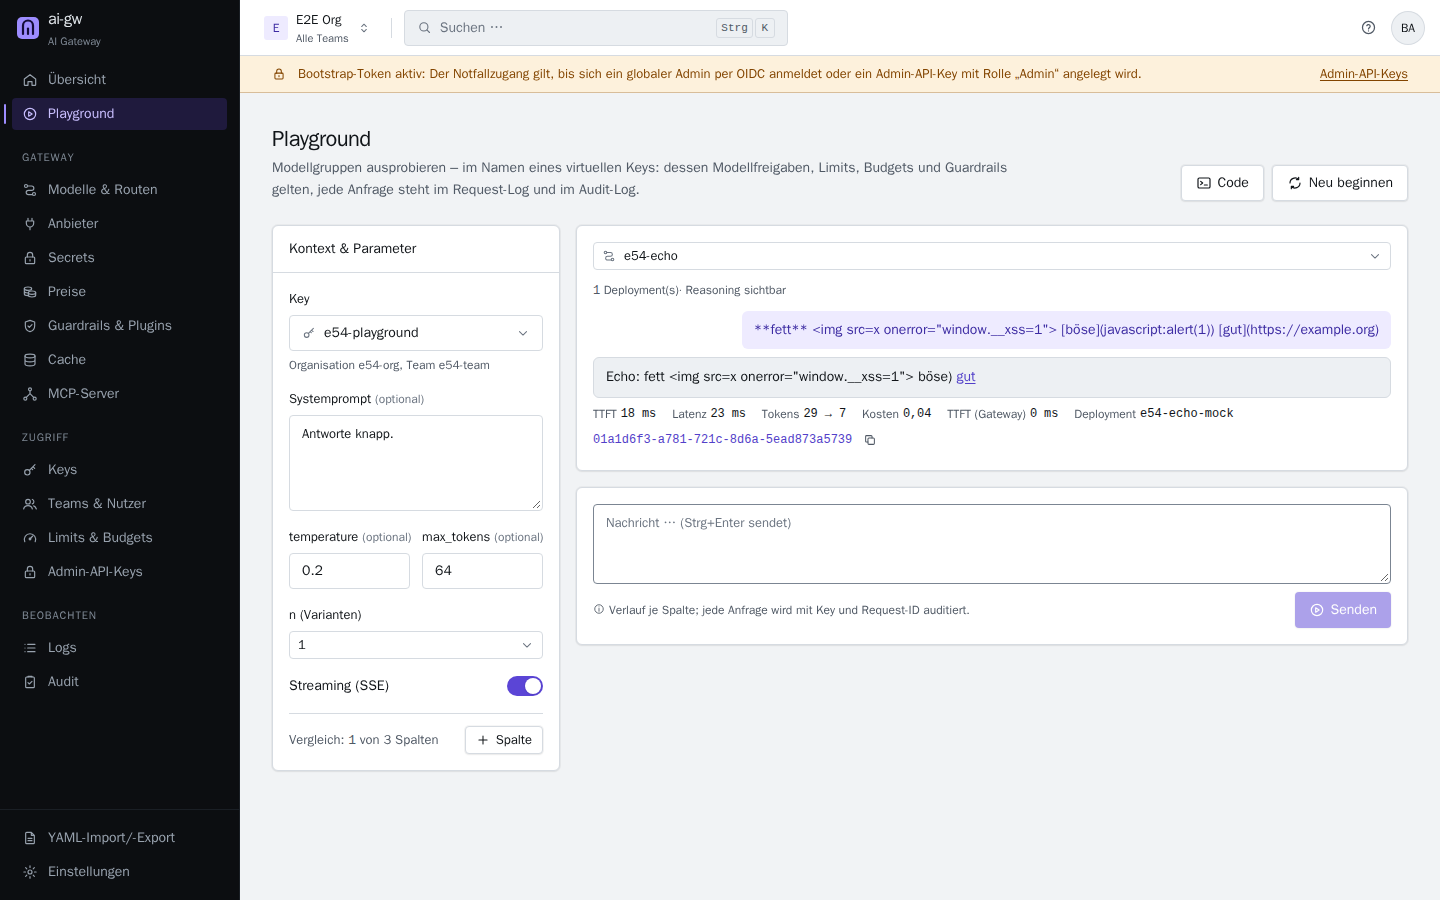 ai-gw
AI Gateway
Übersicht
Playground
GATEWAY
Modelle & Routen
Anbieter
Secrets
Preise
Guardrails & Plugins
Cache
MCP-Server
ZUGRIFF
Keys
Teams & Nutzer
Limits & Budgets
Admin-API-Keys
BEOBACHTEN
Logs
Audit
YAML-Import/-Export
Einstellungen
E
E2E Org
Alle Teams
Suchen ⋯
Strg K
BA
Bootstrap-Token aktiv: Der Notfallzugang gilt, bis sich ein globaler Admin per OIDC anmeldet oder ein Admin-API-Key mit Rolle „Admin“ angelegt wird.
Admin-API-Keys
Playground
Modellgruppen ausprobieren – im Namen eines virtuellen Keys: dessen Modellfreigaben, Limits, Budgets und Guardrails
gelten, jede Anfrage steht im Request-Log und im Audit-Log.
Code
Neu beginnen
Kontext & Parameter
Key
e54-playground
Organisation e54-org, Team e54-team
Systemprompt (optional)
Antworte knapp.
temperature (optional) max_tokens (optional)
0.2 64
n (Varianten)
1
Streaming (SSE)
Vergleich: 1 von 3 Spalten
Spalte
e54-echo
1 Deployment(s)· Reasoning sichtbar
**fett** <img src=x onerror="window.__xss=1"> [böse](javascript:alert(1)) [gut](https://example.org)
Echo: fett <img src=x onerror="window.__xss=1"> böse) gut
TTFT 18 ms Latenz 23 ms Tokens 29 → 7 Kosten 0,04 TTFT (Gateway) 0 ms Deployment e54-echo-mock
01a1d6f3-a781-721c-8d6a-5ead873a5739
Nachricht ⋯ (Strg+Enter sendet)
Verlauf je Spalte; jede Anfrage wird mit Key und Request-ID auditiert.
Senden